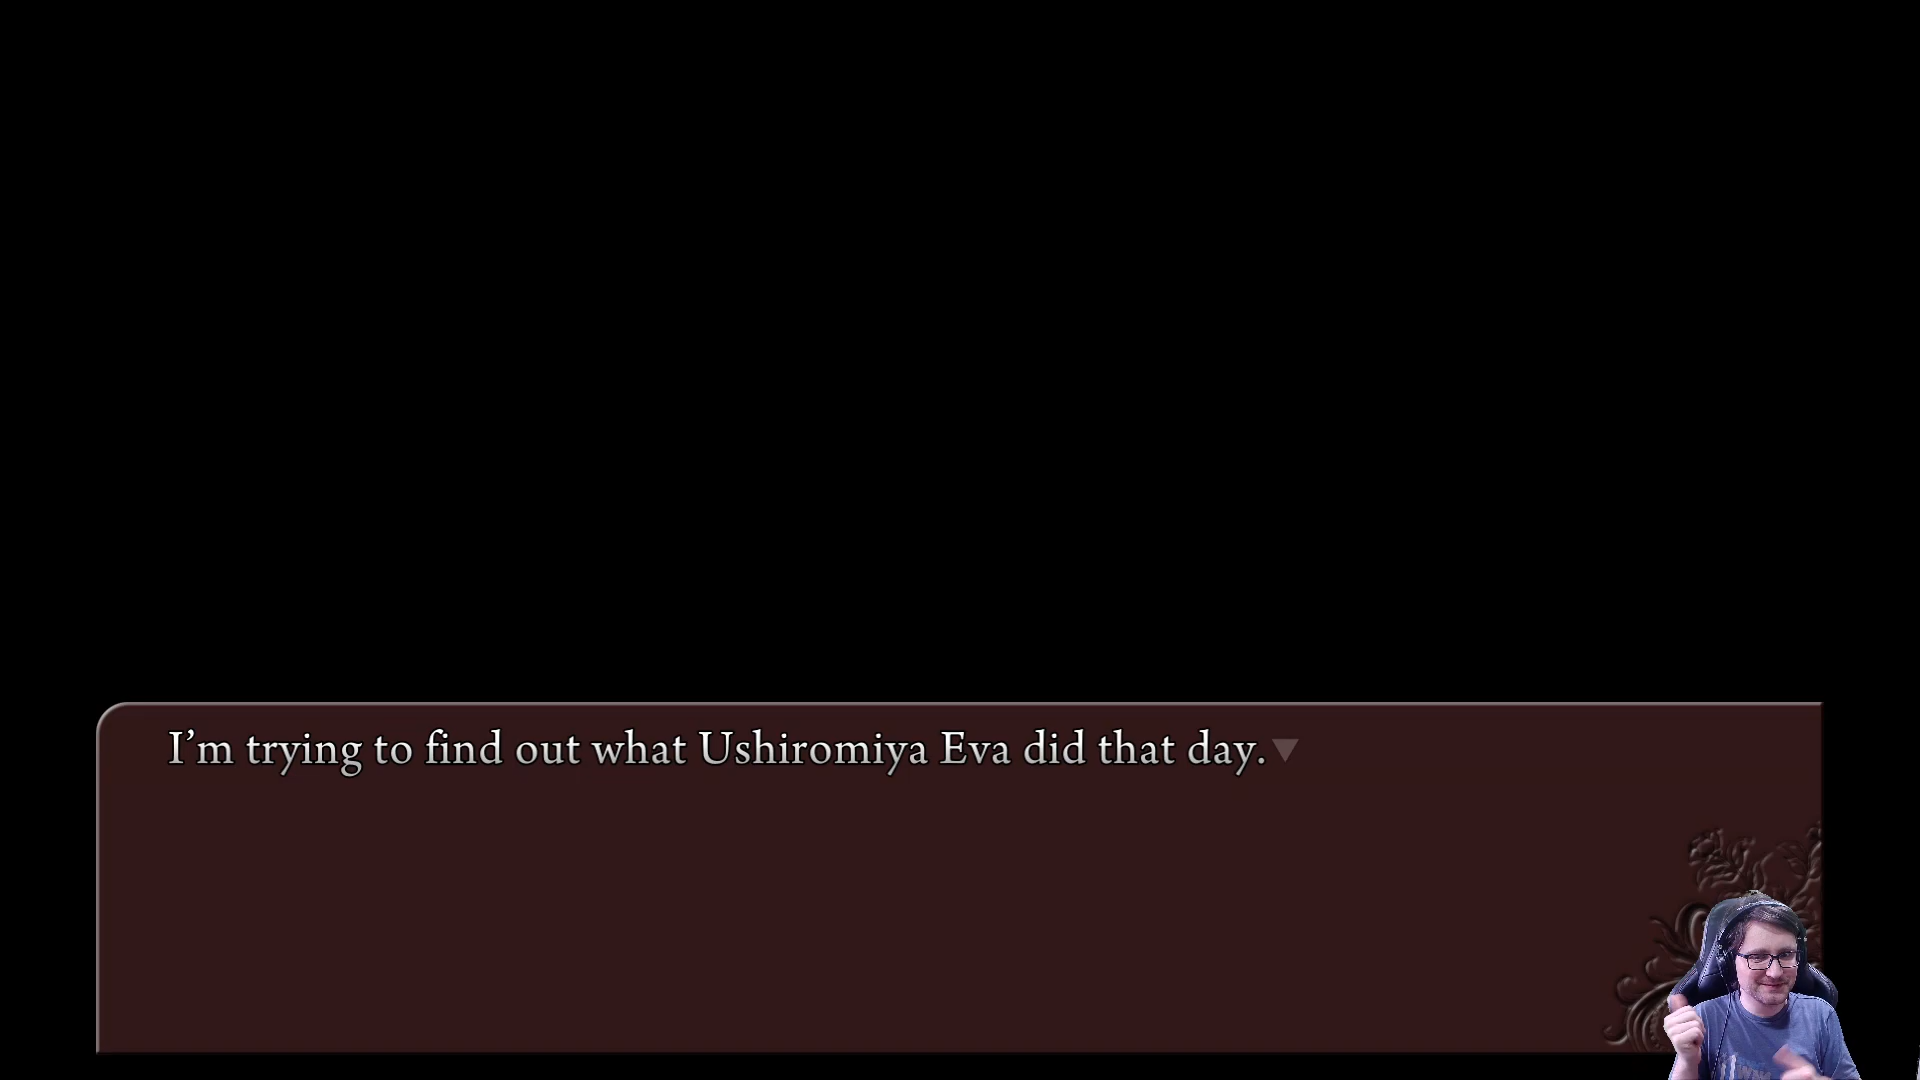 I’m trying to find out what Ushiromiya Eva did that day.